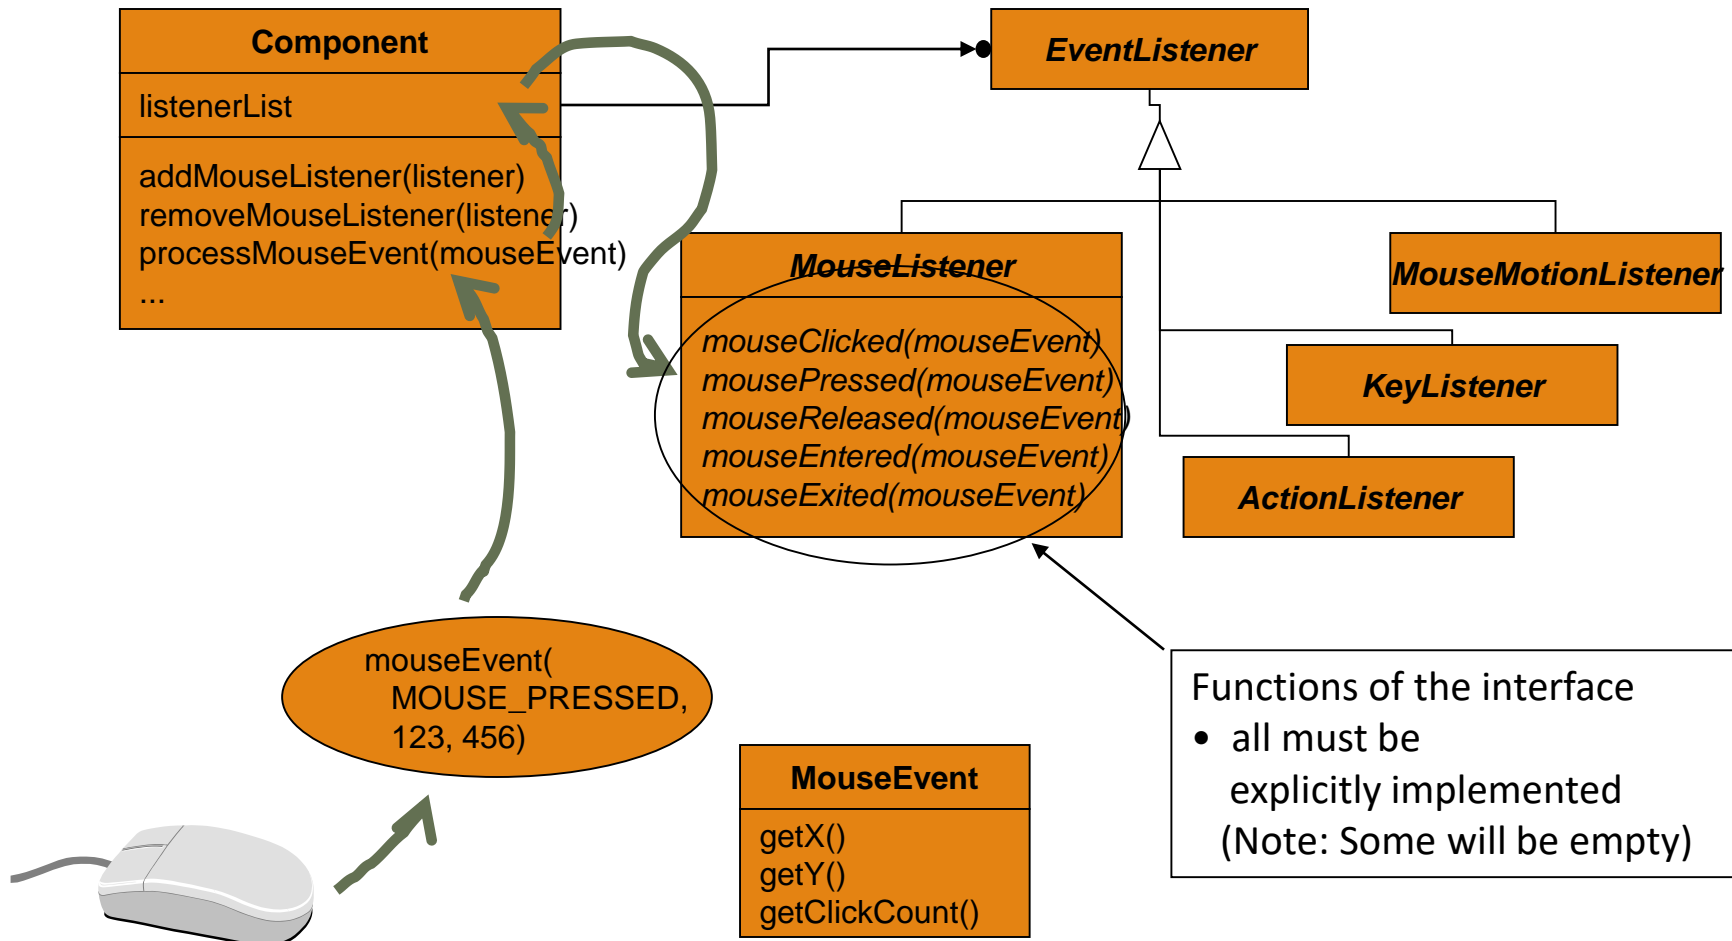 Component
listenerList
addMouseListener(listener)
removeMouseListener(listener)
processMouseEvent(mouseEvent)
...
EventListener
MouseListener
mouseClicked(mouseEvent)
mousePressed(mouseEvent)
mouseReleased(mouseEvent)
mouseEntered(mouseEvent)
mouseExited(mouseEvent)
MouseMotionListener
KeyListener
ActionListener
mouseEvent(
MOUSE_PRESSED,
123, 456)
MouseEvent
getX()
getY()
getClickCount()
Functions of the interface
• all must be
explicitly implemented
(Note: Some will be empty)